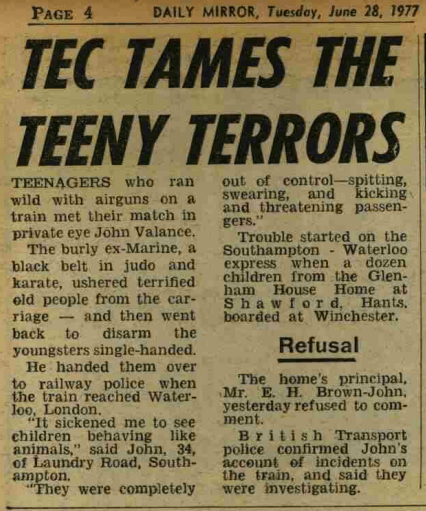 PAGE 4
DAILY MIRROR, Tuesday, June 28, 1977
TEC TAMES THE
TEENY TERRORS
TEENAGERS who ran
wild with airguns on a
train met their match in
private eye John Valance.
The burly ex-Marine, a
black belt in judo and
karate, ushered terrified
old people from the car-
riage — and then went
back to disarm the
youngsters single-handed.
He handed them over
to railway police when
the train reached Water-
loo, London.
"It sickened me to see
children behaving like
animals," said John, 34,
of Laundry Road, South-
ampton.
"They were completely
out of control—spitting,
swearing, and kicking
and threatening passen-
gers."
Trouble started on the
Southampton - Waterloo
express when a dozen
children from the Glen-
ham House Home at
Shawford, Hants,
boarded at Winchester.
Refusal
The home's principal,
Mr. E. H. Brown-John,
yesterday refused to com-
ment.
British Transport
police confirmed John's
account of incidents on
the train, and said they
were investigating.